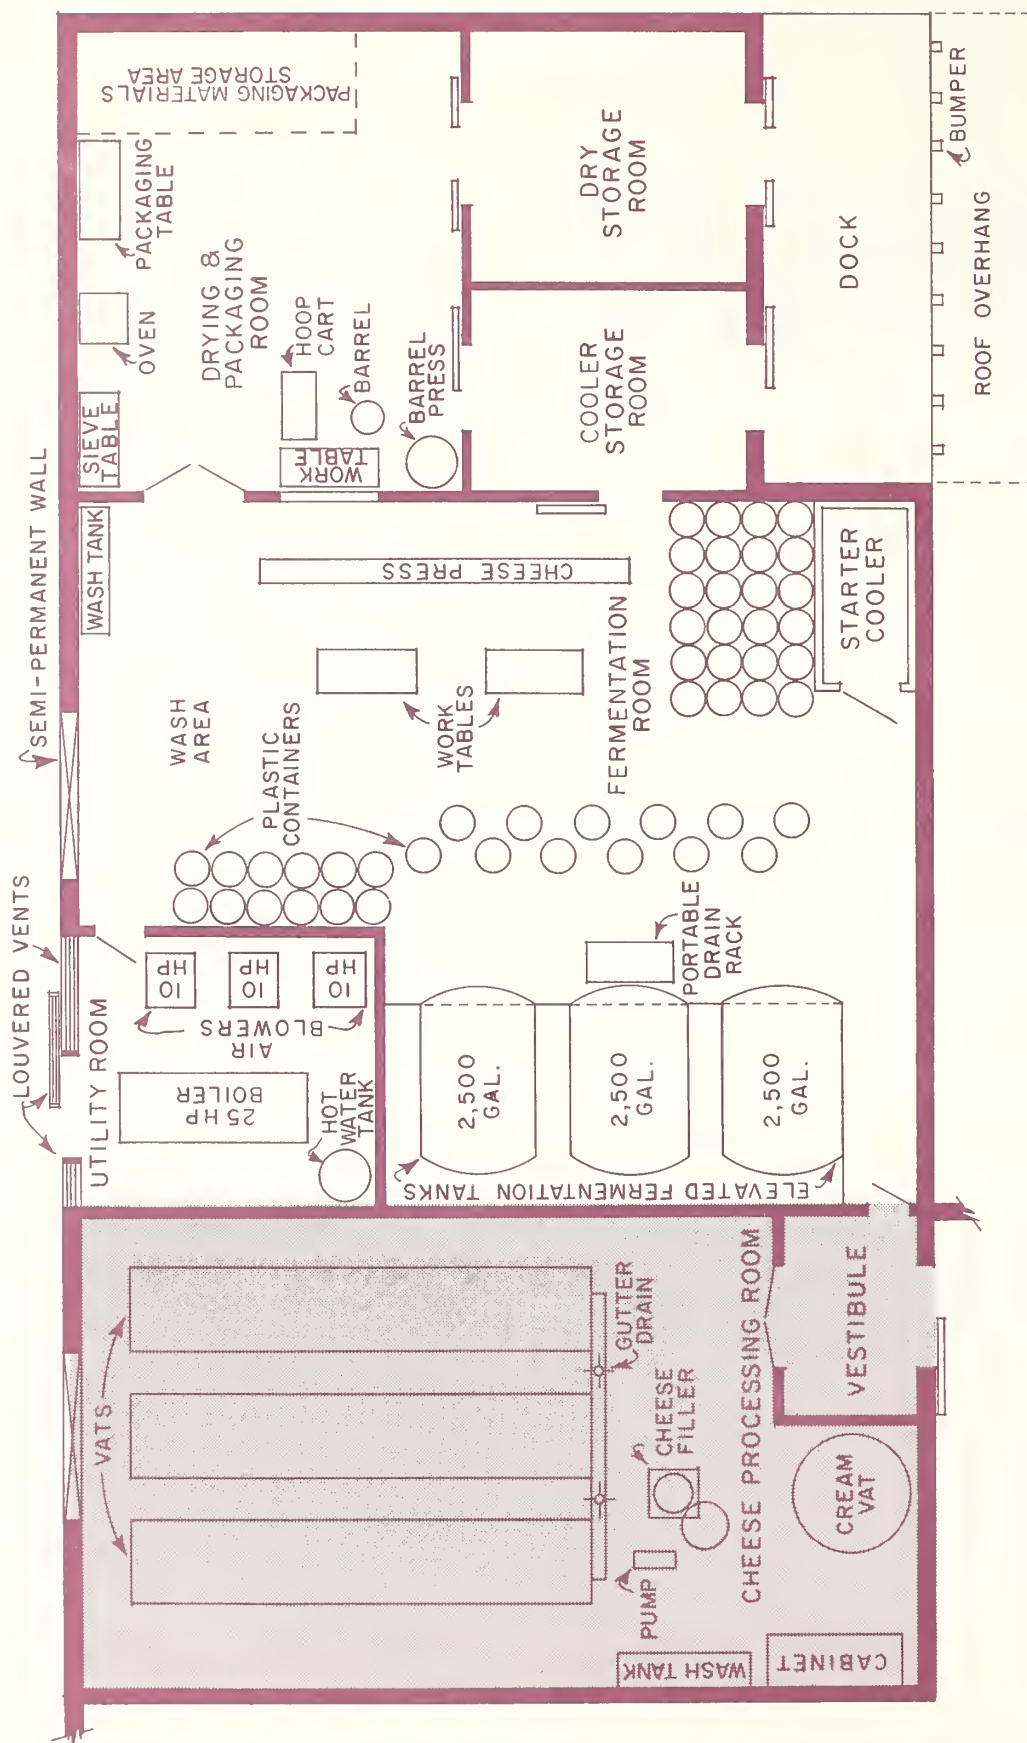 SEMI-PERMANENT WALL
LOUVERED VENTS
PACKAGING MATERIALS
STORAGE AREA
PACKAGING
TABLE
OVEN
SIEVE
TABLE
DRYING &
PACKAGING
ROOM
HOOP
CART
BARREL
BARREL
PRESS
WORK
TABLE
DRY
STORAGE
ROOM
COOLER
STORAGE
ROOM
DOCK
BUMPER
ROOF OVERHANG
WASH TANK
WASH
AREA
CHEESE PRESS
WORK
TABLES
FERMENTATION
ROOM
STARTER
COOLER
PLASTIC
CONTAINERS
PORTABLE
DRAIN
RACK
UTILITY ROOM
10
HP
10
HP
10
HP
AIR
BLOWERS
25 HP
BOILER
HOT
WATER
TANK
2,500
GAL.
2,500
GAL.
2,500
GAL.
ELEVATED FERMENTATION TANKS
VATS
GUTTER
DRAIN
CHEESE
FILLER
PUMP
CHEESE PROCESSING ROOM
VESTIBULE
CREAM
VAT
WASH TANK
CABINET